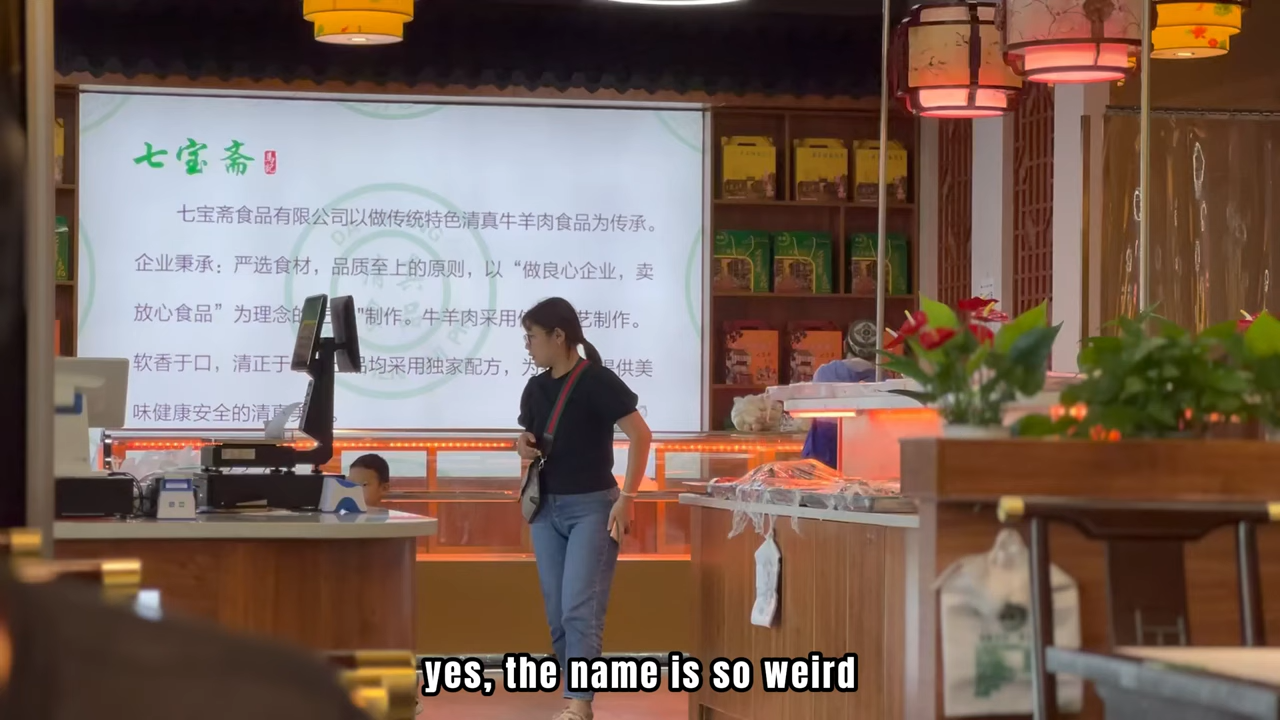 七宝斋
七宝斋食品有限公司以做传统特色清真牛羊肉食品为传承。
企业秉承：严选食材，品质至上的原则，以“做良心企业，卖
放心食品”为理念的 "制作。牛羊肉采用 艺制作。
软香于口，清正于 品均采用独家配方，为 提供美
味健康安全的清真
yes, the name is so weird